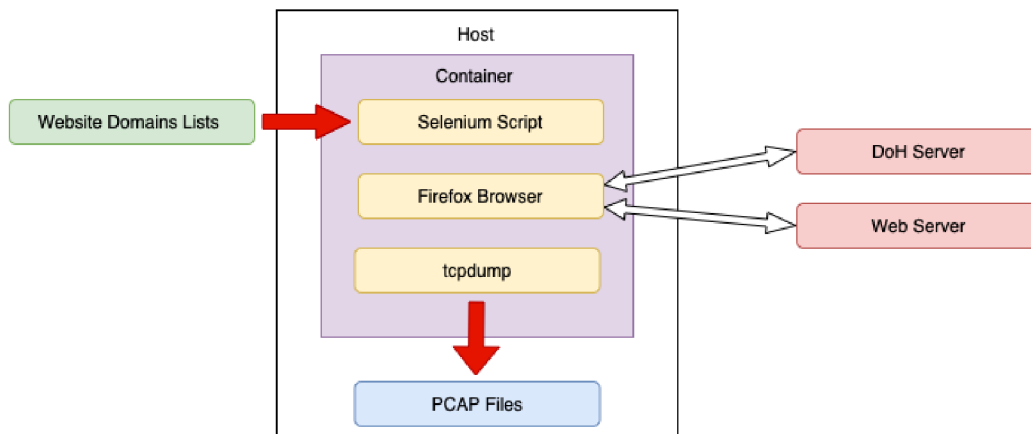 Host
Container
Website Domains Lists
Selenium Script
DoH Server
Firefox Browser
Web Server
tcpdump
PCAP Files